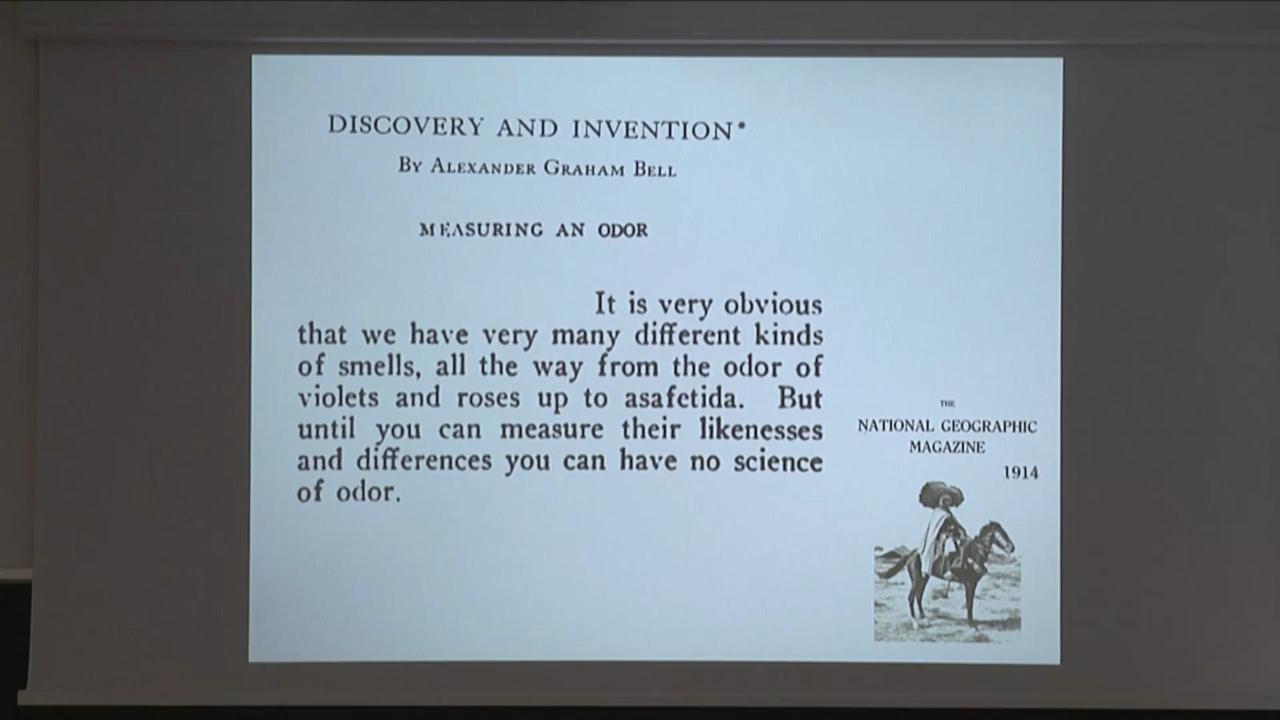 DISCOVERY AND INVENTION*
BY ALEXANDER GRAHAM BELL
MEASURING AN ODOR
It is very obvious
that we have very many different kinds
of smells, all the way from the odor of
violets and roses up to asafetida. But
until you can measure their likenesses
and differences you can have no science
of odor.
THE
NATIONAL GEOGRAPHIC
MAGAZINE
1914